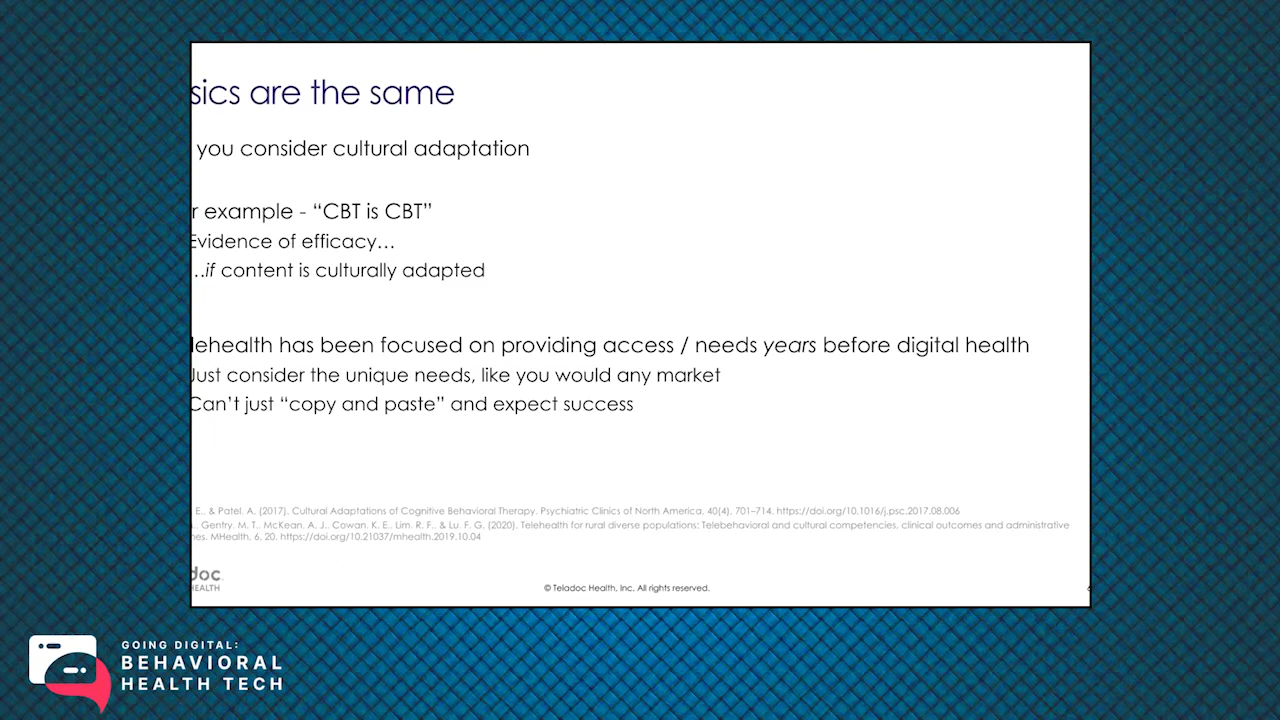 sics are the same
you consider cultural adaptation
r example - “CBT is CBT”
Evidence of efficacy…
…if content is culturally adapted
lehealth has been focused on providing access / needs years before digital health
Just consider the unique needs, like you would any market
Can’t just “copy and paste” and expect success
E., & Patel, A. (2017). Cultural Adaptations of Cognitive Behavioral Therapy. Psychiatric Clinics of North America, 40(4), 701–714. https://doi.org/10.1016/j.psc.2017.08.006
., Gentry, M. T., McKean, A. J., Cowan, K. E., Lim, R. F., & Lu, F. G. (2020). Telehealth for rural diverse populations: Telebehavioral and cultural competencies, clinical outcomes and administrative
nes. MHealth, 6, 20. https://doi.org/10.21037/mhealth.2019.10.04
doc
HEALTH
© Teladoc Health, Inc. All rights reserved.
GOING DIGITAL:
BEHAVIORAL
HEALTH TECH